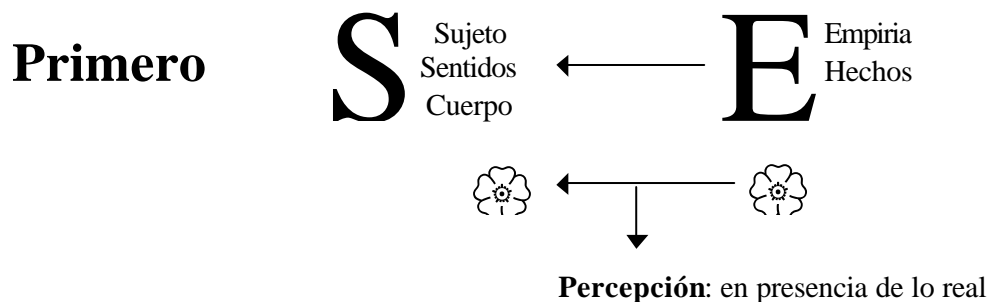 Primero
S
Sujeto
Sentidos
Cuerpo
E
Empiria
Hechos
Percepción: en presencia de lo real